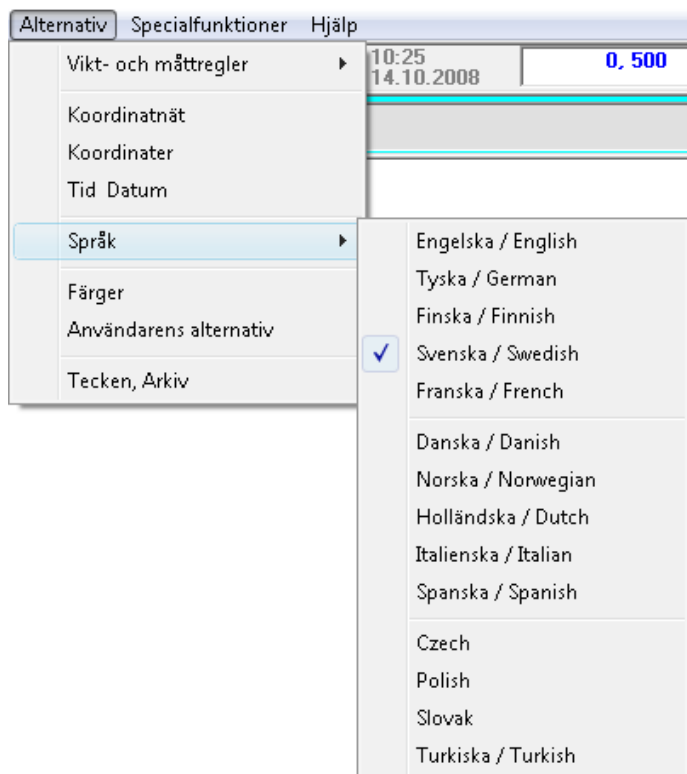 Alternativ Specialfunktioner Hjälp
Vikt- och måttregler
10:25
14.10.2008
0, 500
Koordinatnät
Koordinater
Tid Datum
Språk
Färger
Användarens alternativ
Tecken, Arkiv
Engelska / English
Tyska / German
Finska / Finnish
Svenska / Swedish
Franska / French
Danska / Danish
Norska / Norwegian
Holländska / Dutch
Italienska / Italian
Spanska / Spanish
Czech
Polish
Slovak
Turkiska / Turkish